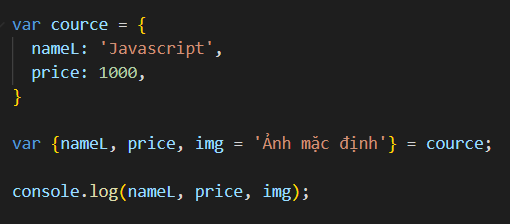 var cource = {
nameL: 'Javascript',
price: 1000,
}
var {nameL, price, img = 'Ảnh mặc định'} = cource;
console.log(nameL, price, img);